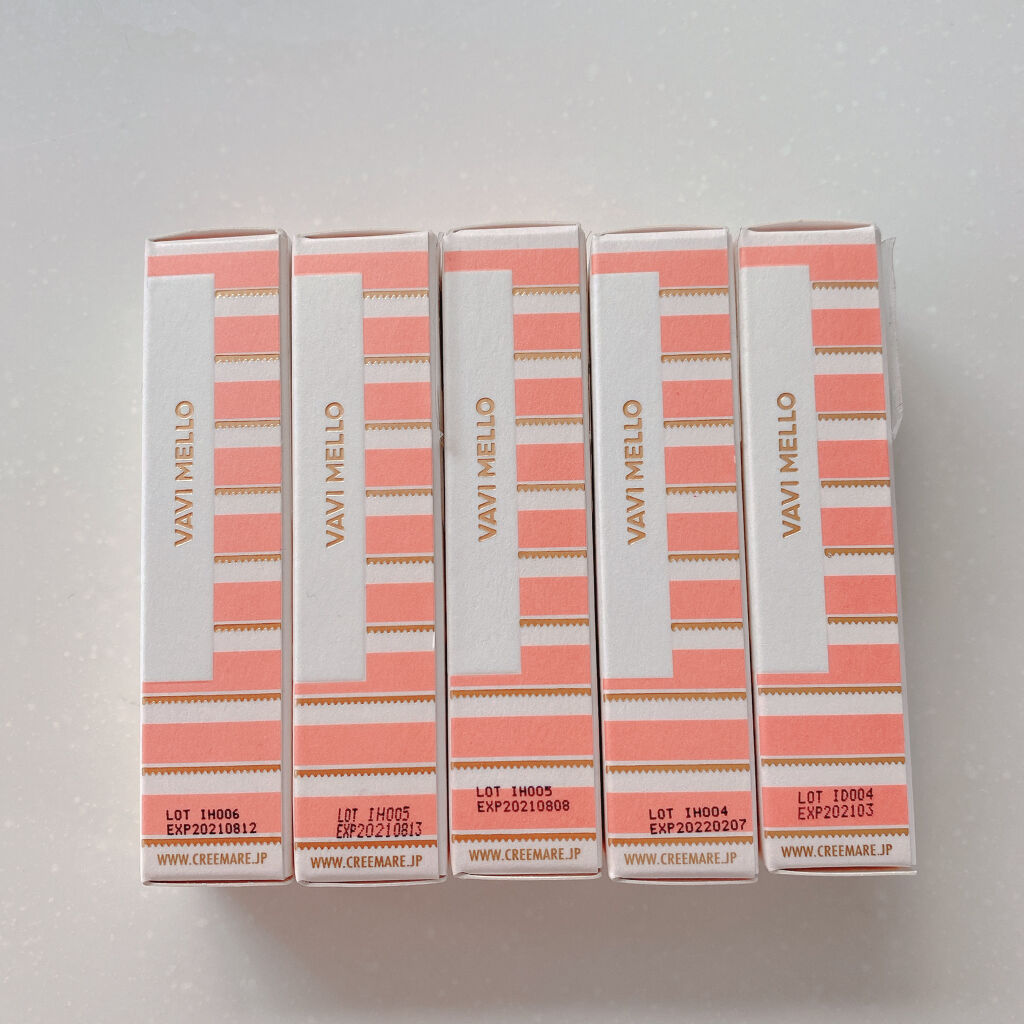 VAVI MELLO
LOT IH006
EXP20210812
WWW.CREEMARE.JP
VAVI MELLO
LOT IH005
EXP20210813
WWW.CREEMARE.JP
VAVI MELLO
LOT IH005
EXP20210808
WWW.CREEMARE.JP
VAVI MELLO
LOT IH004
EXP20220207
WWW.CREEMARE.JP
VAVI MELLO
LOT ID004
EXP202103
WWW.CREEMARE.JP